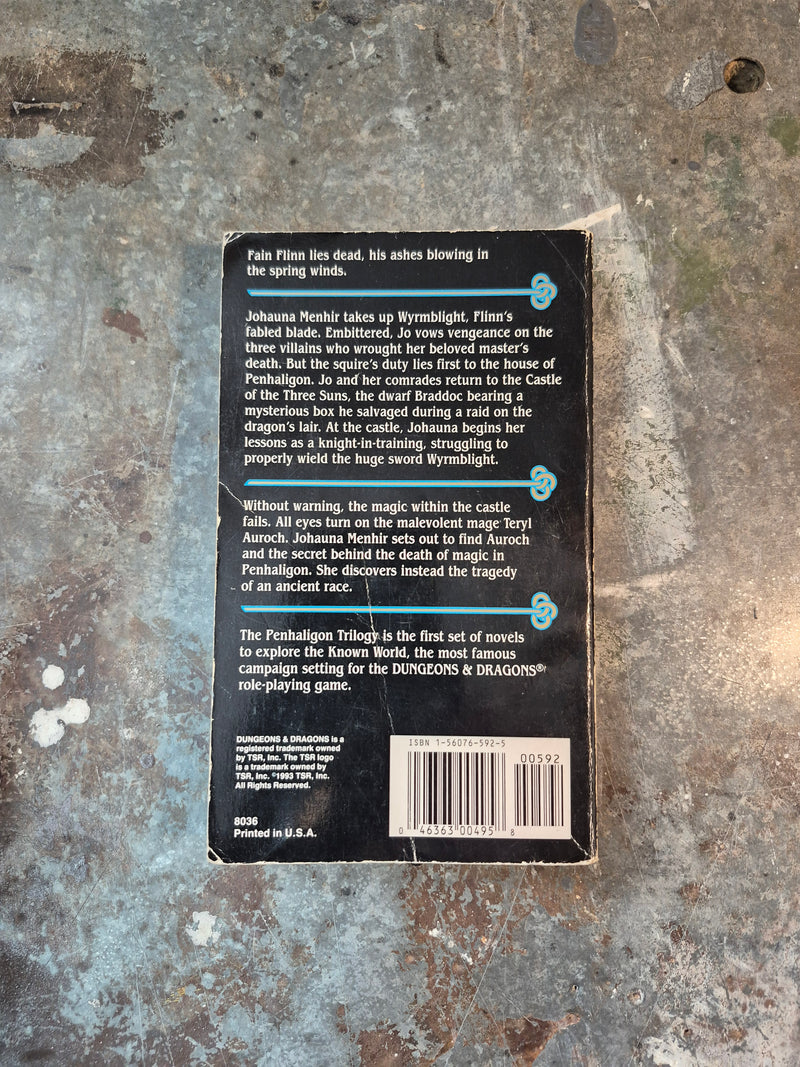 Fain Flinn lies dead, his ashes blowing in
the spring winds.
Johauna Menhir takes up Wyrmblight, Flinn's
fabled blade. Embittered, Jo vows vengeance on the
three villains who wrought her beloved master's
death. But the squire's duty lies first to the house of
Penhaligon. Jo and her comrades return to the Castle
of the Three Suns, the dwarf Braddoc bearing a
mysterious box he salvaged during a raid on the
dragon's lair. At the castle, Johauna begins her
lessons as a knight-in-training, struggling to
properly wield the huge sword Wyrmblight.
Without warning, the magic within the castle
fails. All eyes turn on the malevolent mage Teryl
Auroch. Johauna Menhir sets out to find Auroch
and the secret behind the death of magic in
Penhaligon. She discovers instead the tragedy
of an ancient race.
The Penhaligon Trilogy is the first set of novels
to explore the Known World, the most famous
campaign setting for the DUNGEONS & DRAGONS®
role-playing game.
DUNGEONS & DRAGONS is a
registered trademark owned
by TSR, Inc. The TSR logo
is a trademark owned by
TSR, Inc. ©1993 TSR, Inc.
All Rights Reserved.
8036
Printed in U.S.A.
ISBN 1-56076-592-5
00592
0 46363 00495 8